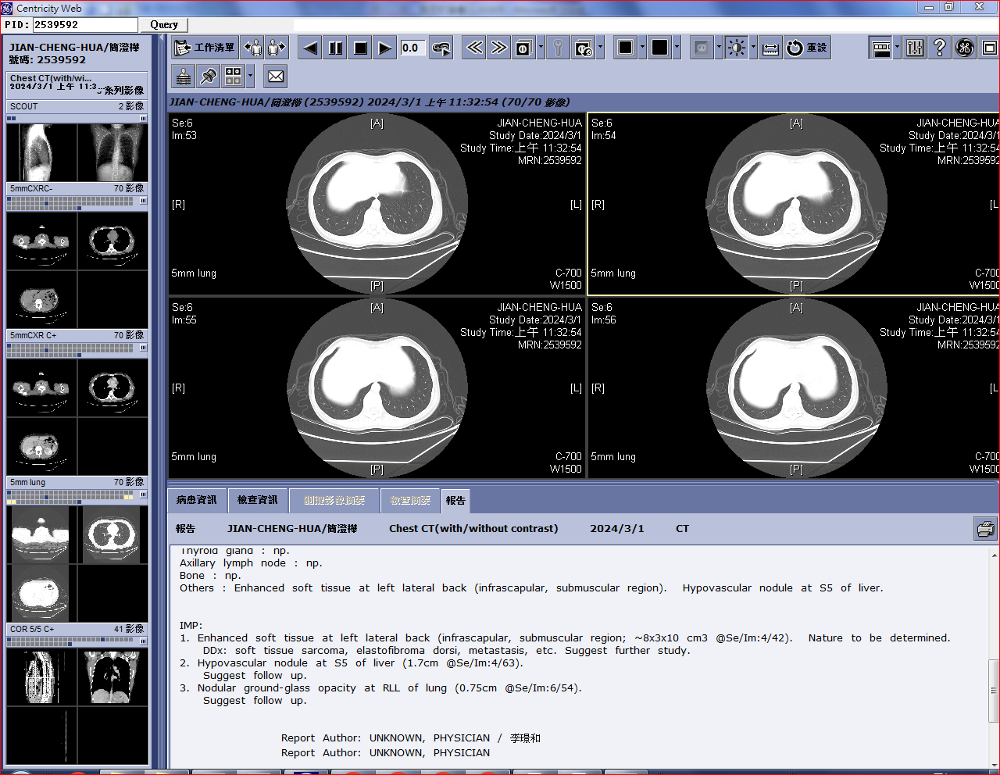 Centricity Web
PID: 2539592 Query
JIAN-CHENG-HUA/簡澄樺
號碼: 2539592
Chest CT(with/wi...
2024/3/1 上午 11:3...
系列影像
SCOUT 2 影像
5mmCXRC- 70 影像
5mmCXR C+ 70 影像
5mm lung 70 影像
COR 5/5 C+ 41 影像
工作清單 0.0 重設
JIAN-CHENG-HUA/簡澄樺 (2539592) 2024/3/1 上午 11:32:54 (70/70 影像)
Se:6 [A] JIAN-CHENG-HUA
Im:53 Study Date:2024/3/1
Study Time:上午 11:32:54
MRN:2539592
[R] [L]
5mm lung C-700
[P] W1500
Se:6 [A] JIAN-CHENG-HUA
Im:54 Study Date:2024/3/1
Study Time:上午 11:32:54
MRN:2539592
[R] [L
5mm lung C-700
[P] W1500
Se:6 [A] JIAN-CHENG-HUA
Im:55 Study Date:2024/3/1
Study Time:上午 11:32:54
MRN:2539592
[R] [L]
5mm lung C-700
[P] W1500
Se:6 [A] JIAN-CHENG-HUA
Im:56 Study Date:2024/3/1
Study Time:上午 11:32:54
MRN:2539592
[R] [L
5mm lung C-700
[P] W1500
病患資訊 檢查資訊 關鍵影像摘要 檢查摘要 報告
報告 JIAN-CHENG-HUA/簡澄樺 Chest CT(with/without contrast) 2024/3/1 CT
Thyroid gland : np.
Axillary lymph node : np.
Bone : np.
Others : Enhanced soft tissue at left lateral back (infrascapular, submuscular region). Hypovascular nodule at S5 of liver.
IMP:
1. Enhanced soft tissue at left lateral back (infrascapular, submuscular region; ~8x3x10 cm3 @Se/Im:4/42). Nature to be determined.
DDx: soft tissue sarcoma, elastofibroma dorsi, metastasis, etc. Suggest further study.
2. Hypovascular nodule at S5 of liver (1.7cm @Se/Im:4/63).
Suggest follow up.
3. Nodular ground-glass opacity at RLL of lung (0.75cm @Se/Im:6/54).
Suggest follow up.
Report Author: UNKNOWN, PHYSICIAN / 李璟和
Report Author: UNKNOWN, PHYSICIAN